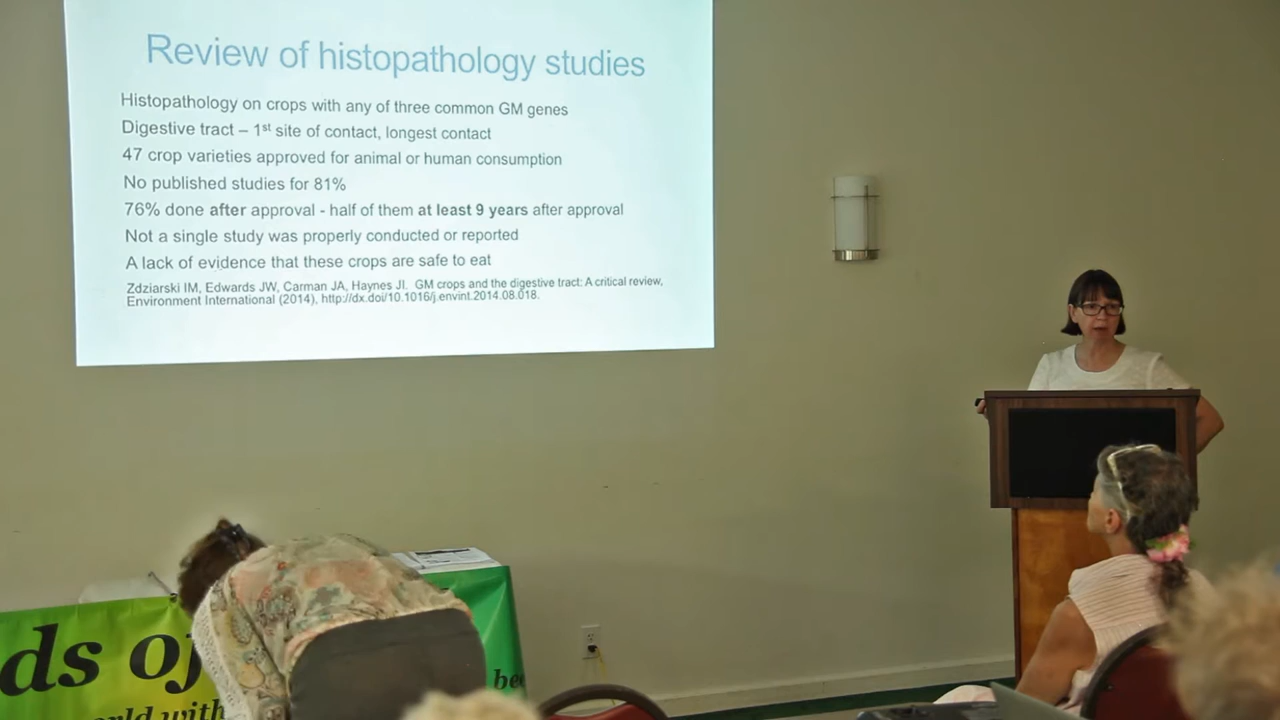 Review of histopathology studies
Histopathology on crops with any of three common GM genes
Digestive tract – 1st site of contact, longest contact
47 crop varieties approved for animal or human consumption
No published studies for 81%
76% done after approval - half of them at least 9 years after approval
Not a single study was properly conducted or reported
A lack of evidence that these crops are safe to eat
Zdziarski IM, Edwards JW, Carman JA, Haynes JI. GM crops and the digestive tract: A critical review,
Environment International (2014), http://dx.doi/10.1016/j.envint.2014.08.018.
ds of
bee
orld with